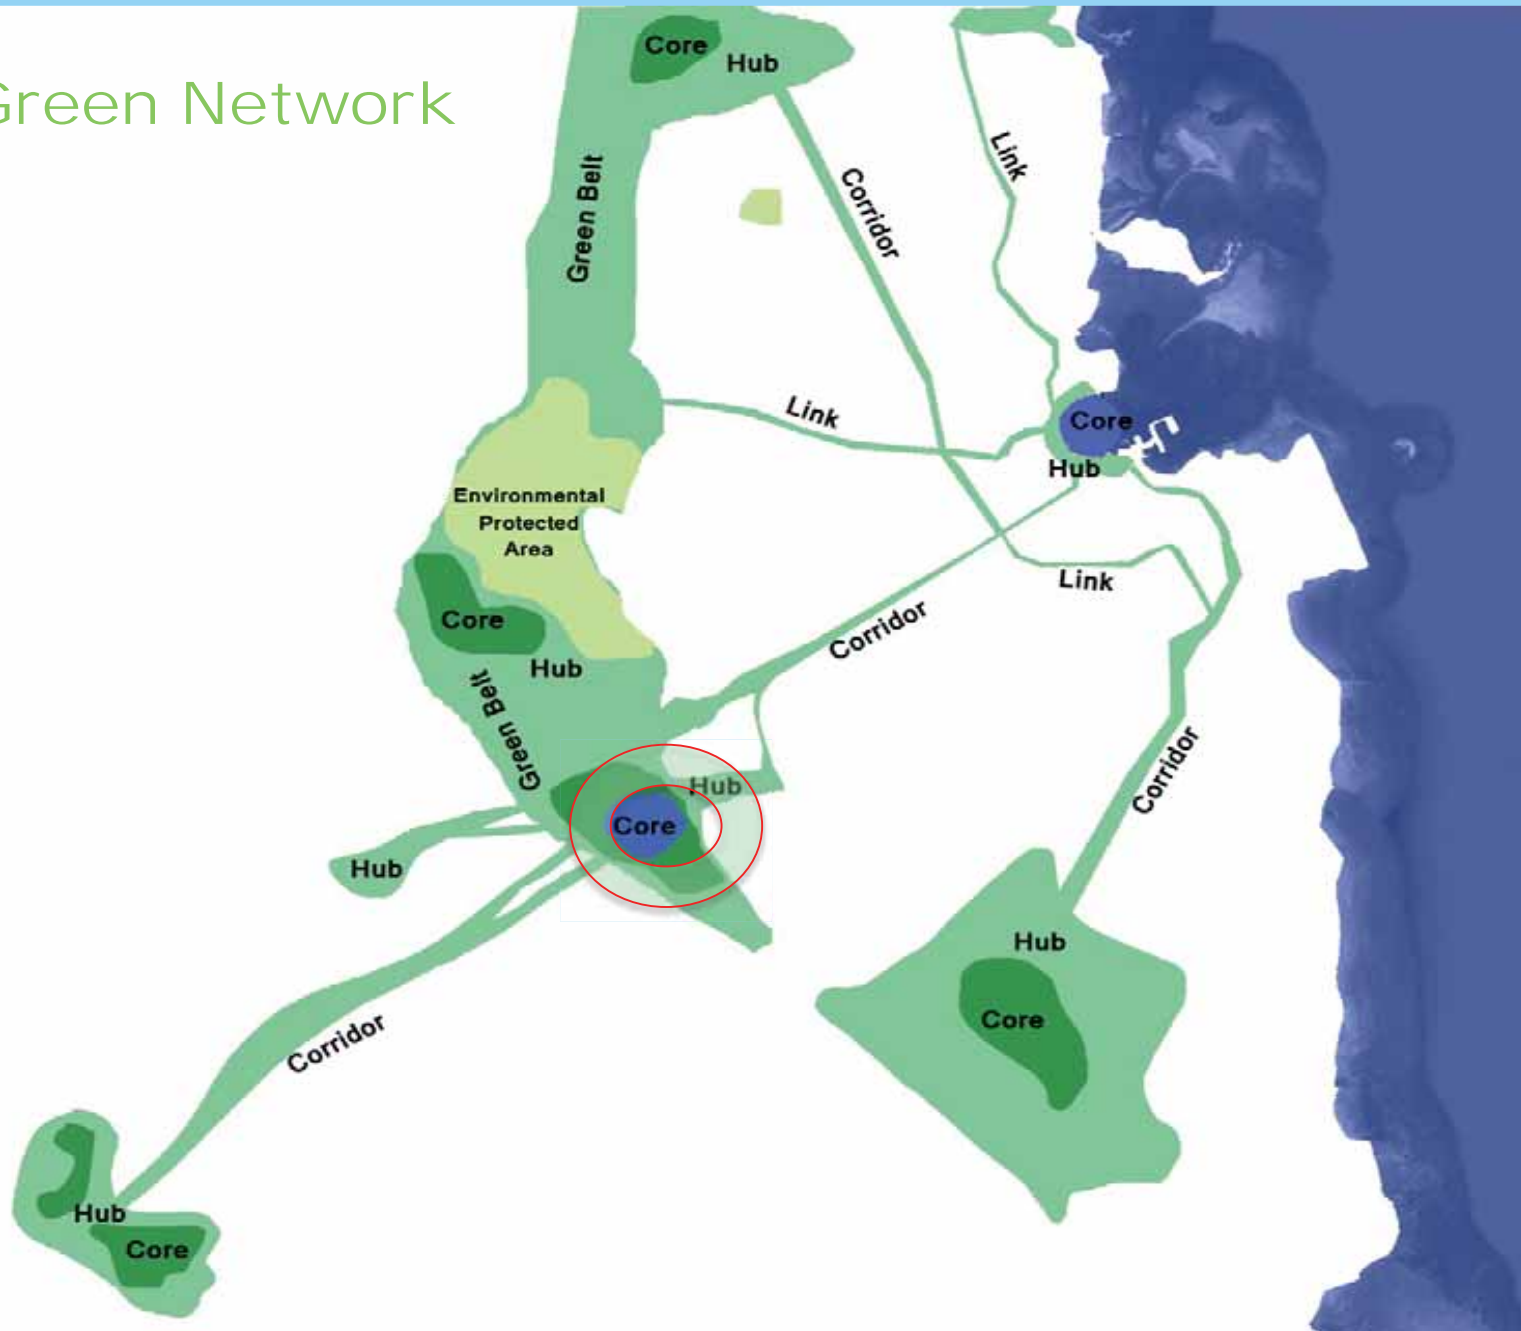 Green Network
Core
Hub
Green Belt
Corridor
Link
Link
Core
Hub
Environmental
Protected
Area
Core
Hub
Green Belt
Link
Corridor
Corridor
Hub
Core
Hub
Corridor
Hub
Core
Hub
Core